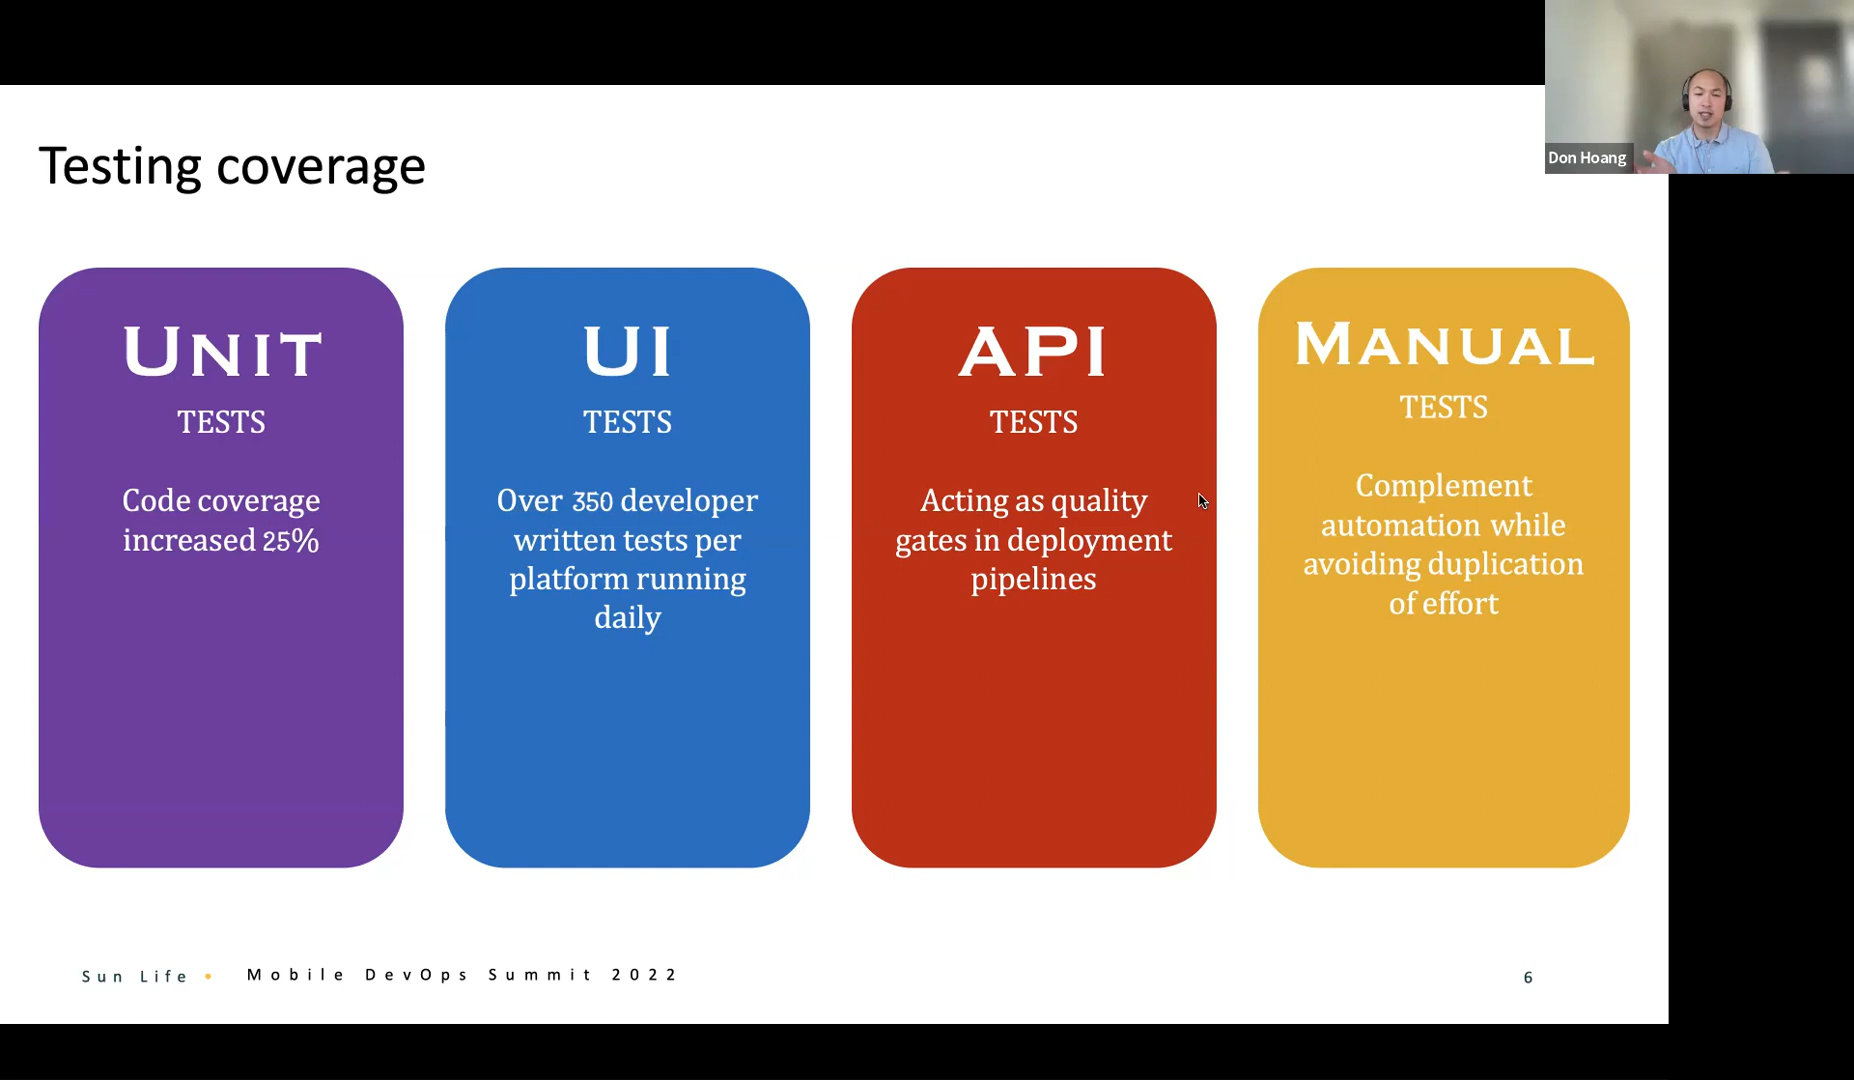 Don Hoang
Testing coverage
UNIT
TESTS
Code coverage
increased 25%
UI
TESTS
Over 350 developer
written tests per
platform running
daily
API
TESTS
Acting as quality
gates in deployment
pipelines
MANUAL
TESTS
Complement
automation while
avoiding duplication
of effort
Sun Life • Mobile DevOps Summit 2022
6